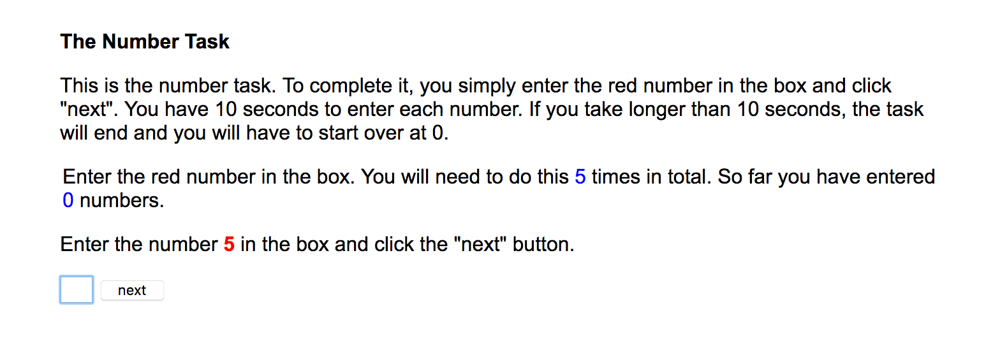 The Number Task
This is the number task. To complete it, you simply enter the red number in the box and click
"next". You have 10 seconds to enter each number. If you take longer than 10 seconds, the task
will end and you will have to start over at 0.
Enter the red number in the box. You will need to do this 5 times in total. So far you have entered
0 numbers.
Enter the number 5 in the box and click the "next" button.
next